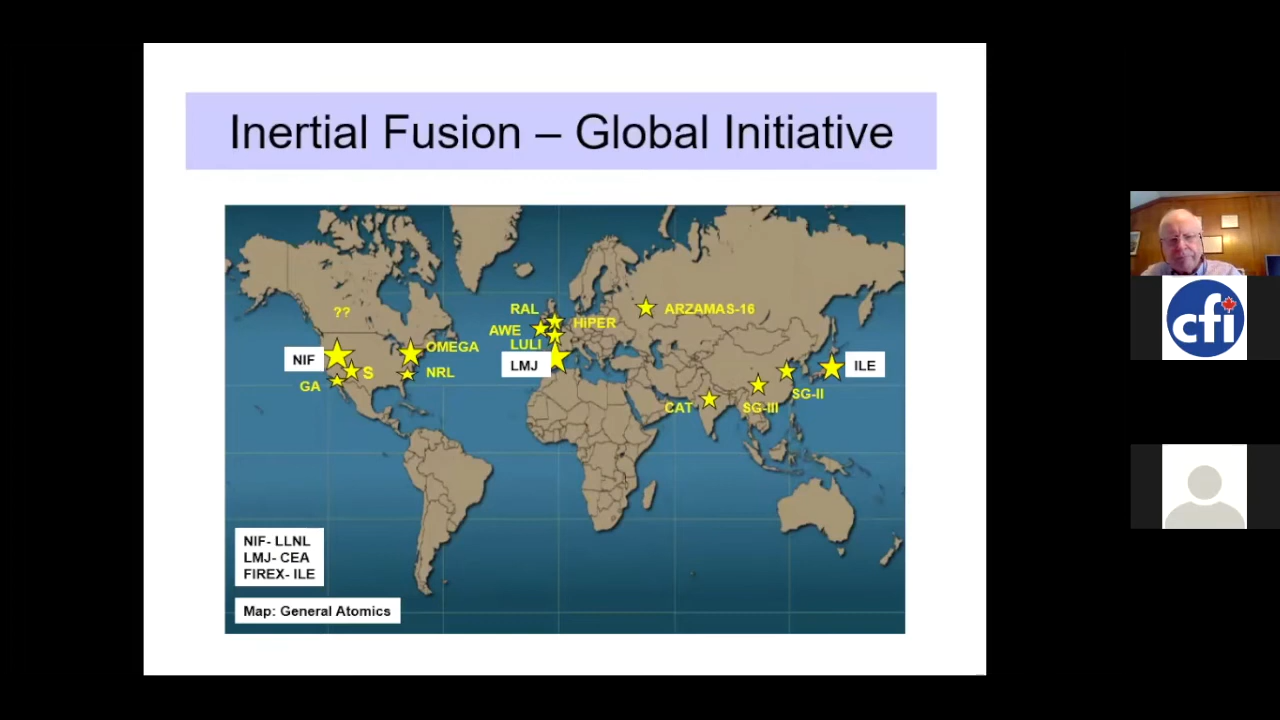 Inertial Fusion – Global Initiative
??
NIF
GA
S
OMEGA
NRL
RAL
AWE
LULI
HiPER
LMJ
ARZAMAS-16
CAT
SG-III
SG-II
ILE
NIF- LLNL
LMJ- CEA
FIREX- ILE
Map: General Atomics
cfi